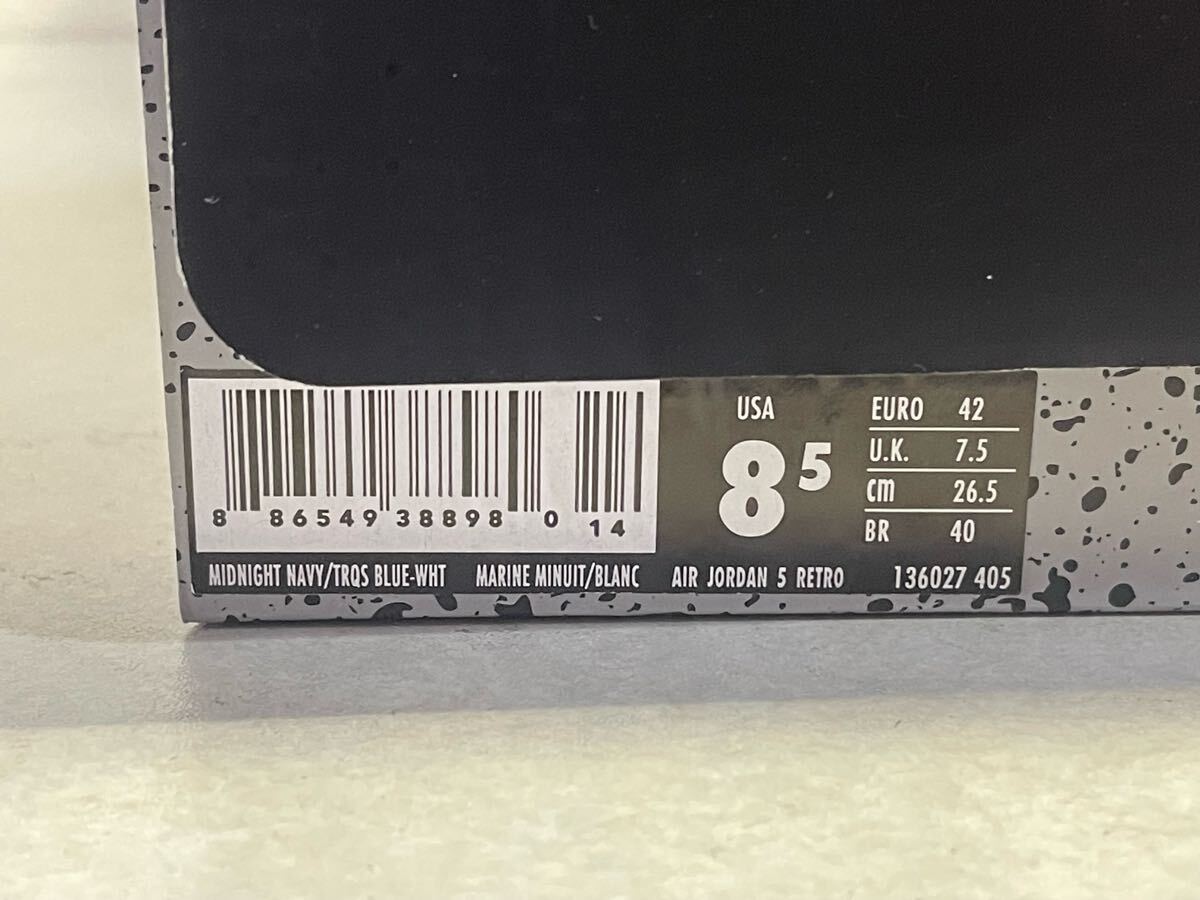 8 86549 38898 0 14
USA
8 5
EURO 42
U.K. 7.5
CM 26.5
BR 40
MIDNIGHT NAVY/TRQS BLUE-WHT MARINE MINUIT/BLANC AIR JORDAN 5 RETRO 136027 405